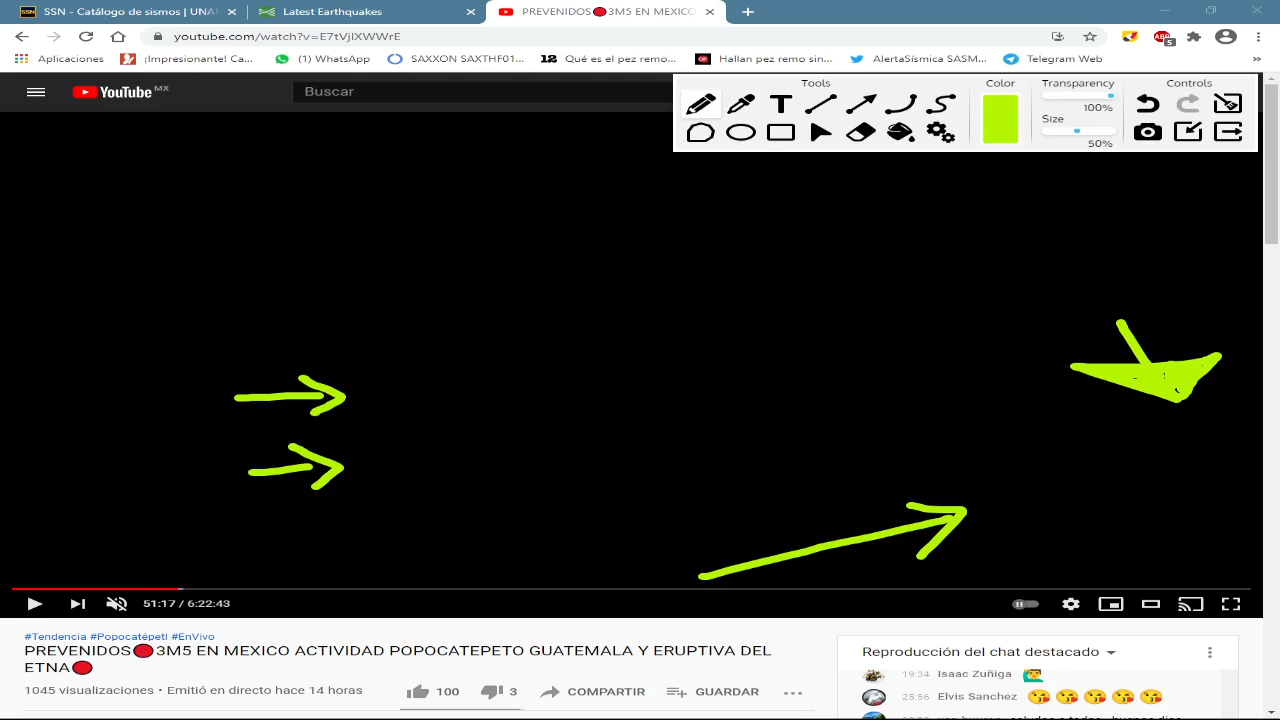 SSN - Catálogo de sismos | UNA
Latest Earthquakes
PREVENIDOS🔴3M5 EN MEXICO
youtube.com/watch?v=E7tVjIXWWrE
Aplicaciones
¡Impresionante! Ca...
(1) WhatsApp
SAXXON SAXTHF01...
12 Qué es el pez remo...
Hallan pez remo sin...
AlertaSísmica SASM...
Telegram Web
»
YouTube MX
Buscar
Tools
Color
Transparency
Controls
100%
Size
50%
51:17 / 6:22:43
#Tendencia #Popocatépetl #EnVivo
PREVENIDOS🔴3M5 EN MEXICO ACTIVIDAD POPOCATEPETO GUATEMALA Y ERUPTIVA DEL
ETNA🔴
1045 visualizaciones • Emitió en directo hace 14 horas
100
3
COMPARTIR
GUARDAR
Reproducción del chat destacado
19:34 Isaac Zuñiga
25:56 Elvis Sanchez